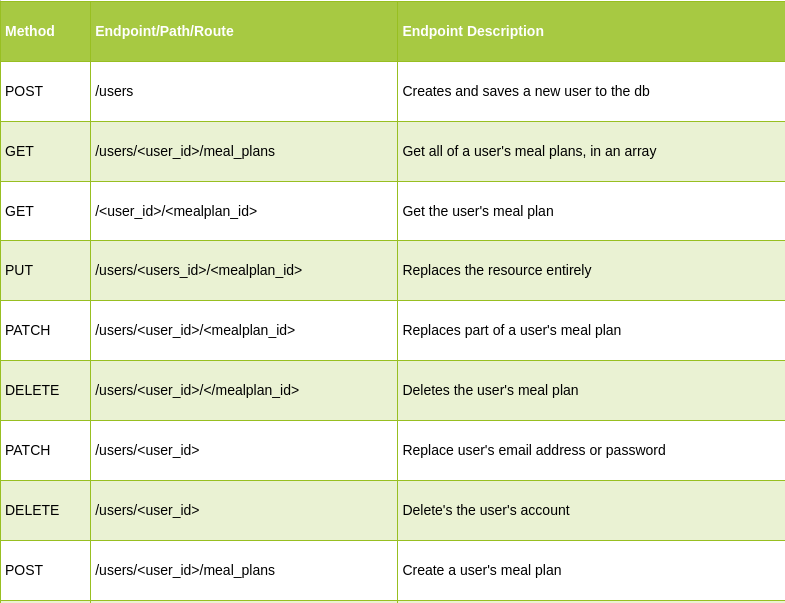 Method Endpoint/Path/Route Endpoint Description
POST /users Creates and saves a new user to the db
GET /users/<user_id>/meal_plans Get all of a user's meal plans, in an array
GET /<user_id>/<mealplan_id> Get the user's meal plan
PUT /users/<users_id>/<mealplan_id> Replaces the resource entirely
PATCH /users/<user_id>/<mealplan_id> Replaces part of a user's meal plan
DELETE /users/<user_id>/</mealplan_id> Deletes the user's meal plan
PATCH /users/<user_id> Replace user's email address or password
DELETE /users/<user_id> Delete's the user's account
POST /users/<user_id>/meal_plans Create a user's meal plan